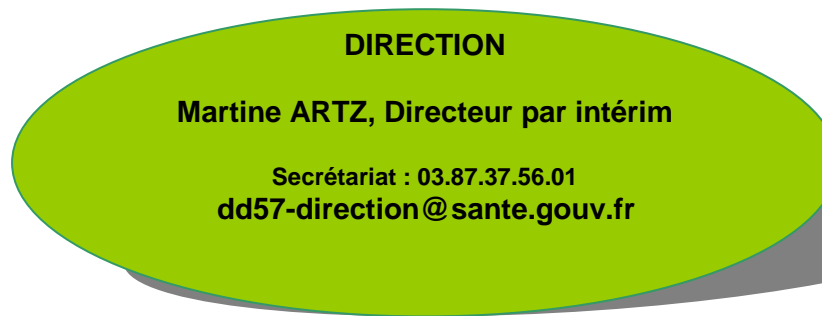 DIRECTION
Martine ARTZ, Directeur par intérim
Secrétariat : 03.87.37.56.01
dd57-direction@sante.gouv.fr